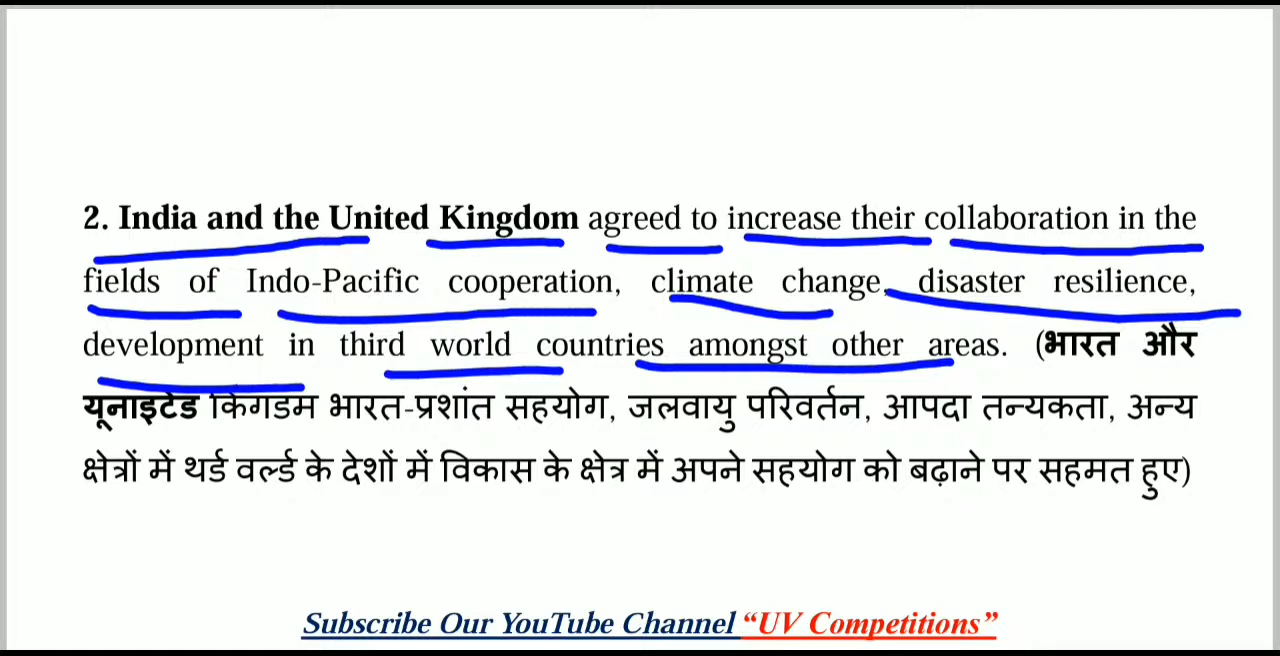 2. India and the United Kingdom agreed to increase their collaboration in the
fields of Indo-Pacific cooperation, climate change, disaster resilience,
development in third world countries amongst other areas. (भारत और
यूनाइटेड किंगडम भारत-प्रशांत सहयोग, जलवायु परिवर्तन, आपदा तन्यकता, अन्य
क्षेत्रों में थर्ड वर्ल्ड के देशों में विकास के क्षेत्र में अपने सहयोग को बढ़ाने पर सहमत हुए)
Subscribe Our YouTube Channel “UV Competitions”